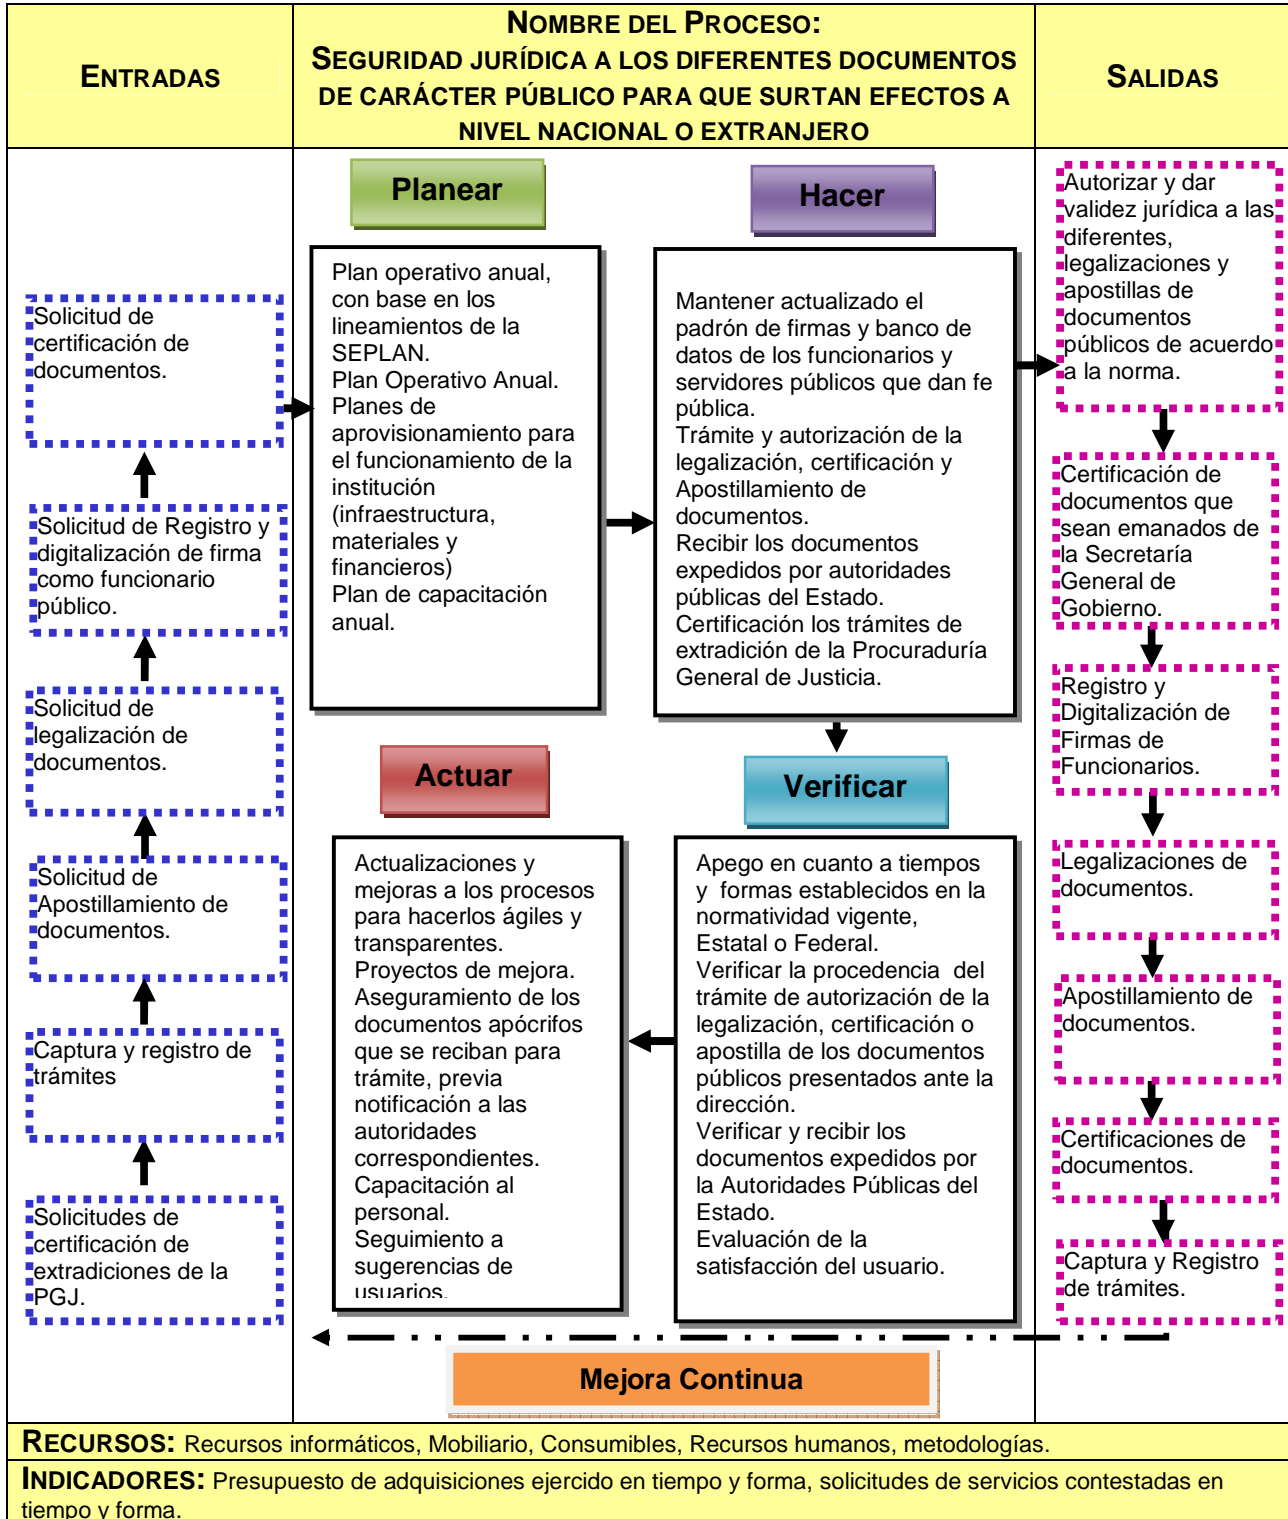 ENTRADAS
NOMBRE DEL PROCESO:
SEGURIDAD JURÍDICA A LOS DIFERENTES DOCUMENTOS
DE CARÁCTER PÚBLICO PARA QUE SURTAN EFECTOS A
NIVEL NACIONAL O EXTRANJERO
SALIDAS
Solicitud de
certificación de
documentos.
Solicitud de Registro y
digitalización de firma
como funcionario
público.
Solicitud de
legalización de
documentos.
Solicitud de
Apostillamiento de
documentos.
Captura y registro de
trámites
Solicitudes de
certificación de
extradiciones de la
PGJ.
Planear
Plan operativo anual,
con base en los
lineamientos de la
SEPLAN.
Plan Operativo Anual.
Planes de
aprovisionamiento para
el funcionamiento de la
institución
(infraestructura,
materiales y
financieros)
Plan de capacitación
anual.
Hacer
Mantener actualizado el
padrón de firmas y banco de
datos de los funcionarios y
servidores públicos que dan fe
pública.
Trámite y autorización de la
legalización, certificación y
Apostillamiento de
documentos.
Recibir los documentos
expedidos por autoridades
públicas del Estado.
Certificación los trámites de
extradición de la Procuraduría
General de Justicia.
Actuar
Actualizaciones y
mejoras a los procesos
para hacerlos ágiles y
transparentes.
Proyectos de mejora.
Aseguramiento de los
documentos apócrifos
que se reciban para
trámite, previa
notificación a las
autoridades
correspondientes.
Capacitación al
personal.
Seguimiento a
sugerencias de
usuarios.
Verificar
Apego en cuanto a tiempos
y formas establecidos en la
normatividad vigente,
Estatal o Federal.
Verificar la procedencia del
trámite de autorización de la
legalización, certificación o
apostilla de los documentos
públicos presentados ante la
dirección.
Verificar y recibir los
documentos expedidos por
la Autoridades Públicas del
Estado.
Evaluación de la
satisfacción del usuario.
Autorizar y dar
validez jurídica a las
diferentes,
legalizaciones y
apostillas de
documentos
públicos de acuerdo
a la norma.
Certificación de
documentos que
sean emanados de
la Secretaría
General de
Gobierno.
Registro y
Digitalización de
Firmas de
Funcionarios.
Legalizaciones de
documentos.
Apostillamiento de
documentos.
Certificaciones de
documentos.
Captura y Registro
de trámites.
Mejora Continua
RECURSOS: Recursos informáticos, Mobiliario, Consumibles, Recursos humanos, metodologías.
INDICADORES: Presupuesto de adquisiciones ejercido en tiempo y forma, solicitudes de servicios contestadas en
tiempo y forma.